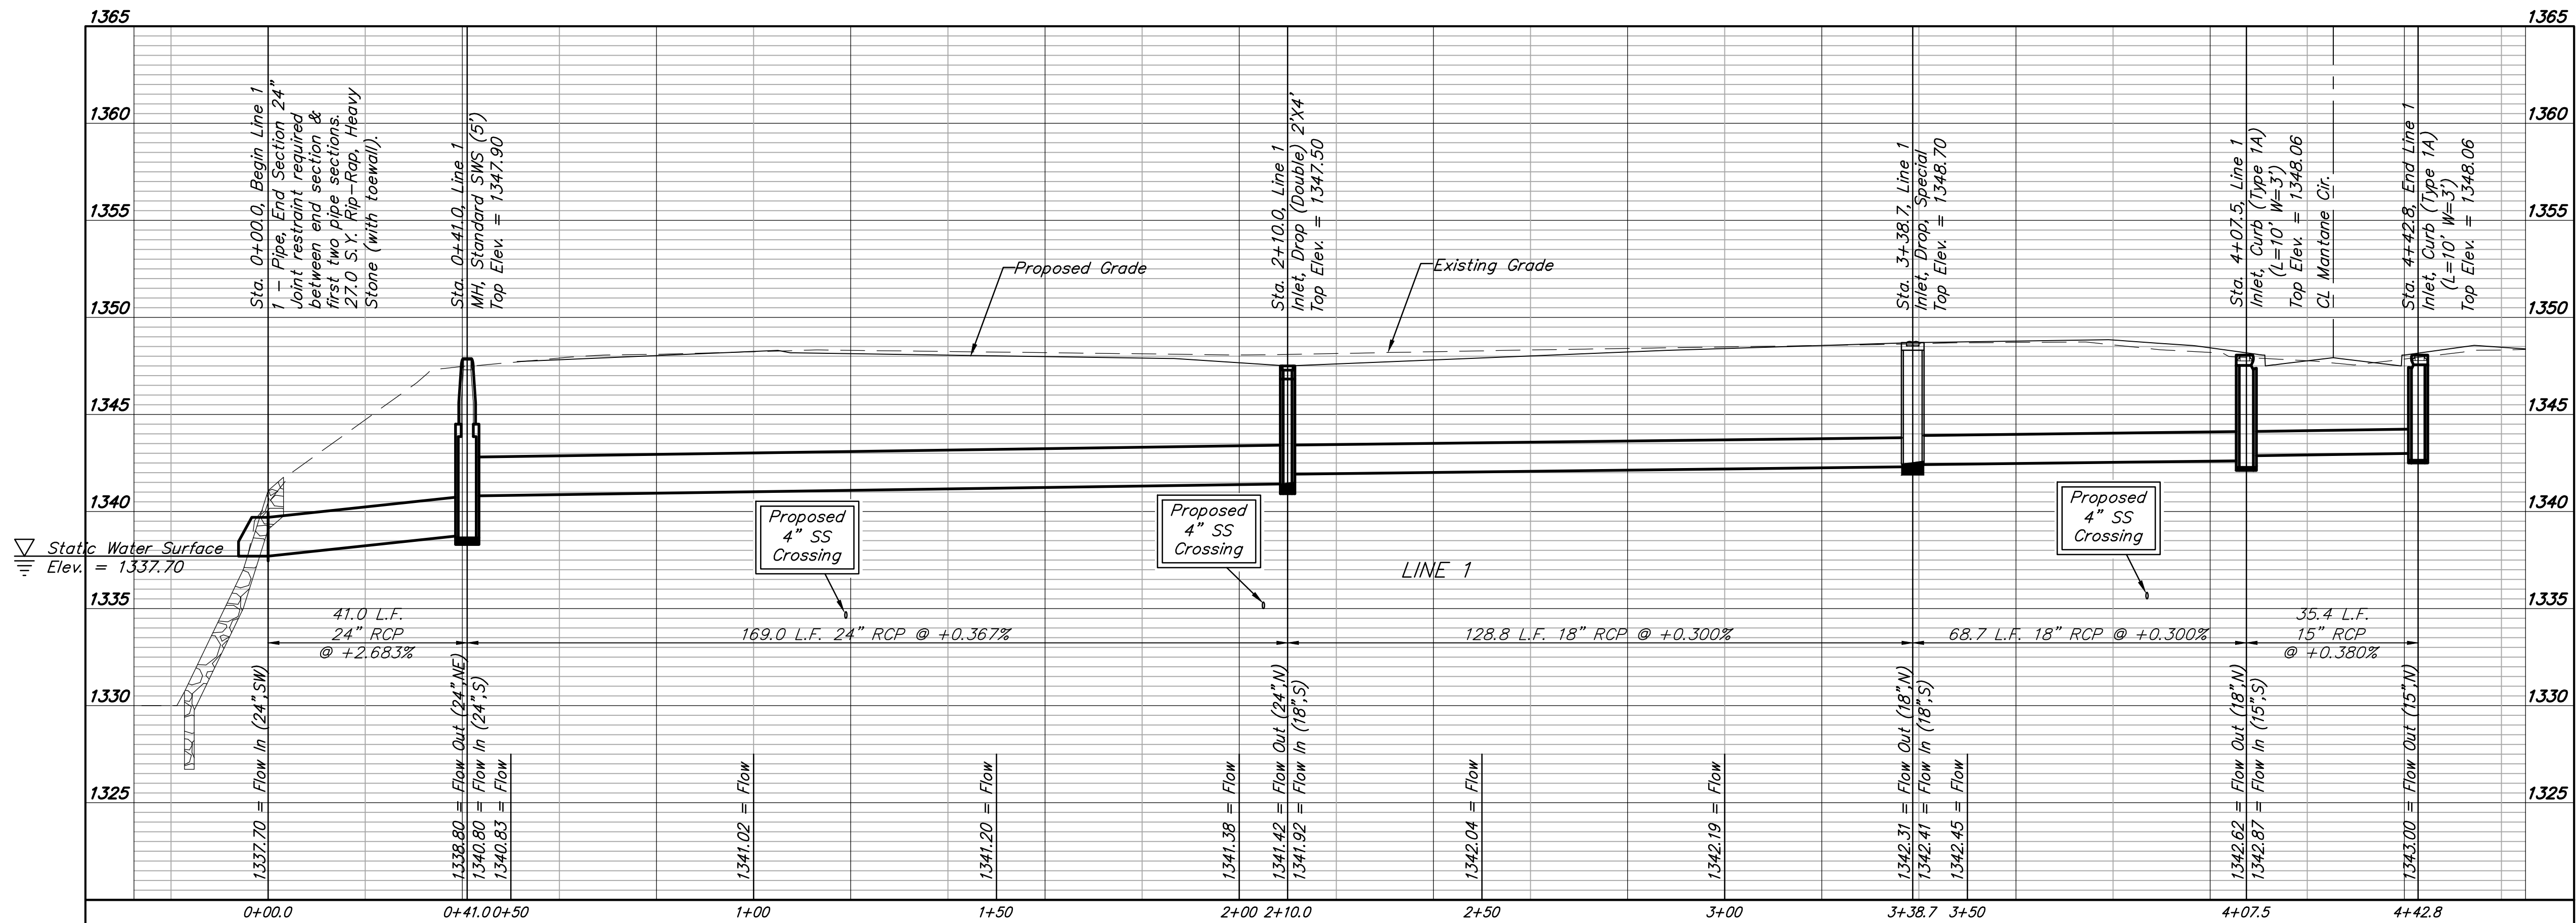 1365
1365
1360
1360
1355
1355
1350
1350
1345
1345
1340
1340
1335
1335
1330
1330
1325
1325
Sta. 0+00.0, Begin Line 1
1 - Pipe, End Section 24"
Joint restraint required
between end section &
first two pipe sections.
27.0 S.Y. Rip-Rap, Heavy
Stone (with toewall).
Sta. 0+41.0, Line 1
MH, Standard SWS (5')
Top Elev. = 1347.90
Sta. 2+10.0, Line 1
Inlet, Drop (Double) 2'X4'
Top Elev. = 1347.50
Sta. 3+38.7, Line 1
Inlet, Drop, Special
Top Elev. = 1348.70
Sta. 4+07.5, Line 1
Inlet, Curb (Type 1A)
(L=10' W=3')
Top Elev. = 1348.06
CL Mantane Cir.
Sta. 4+42.8, End Line 1
Inlet, Curb (Type 1A)
(L=10' W=3')
Top Elev. = 1348.06
Proposed Grade
Existing Grade
Static Water Surface
Elev. = 1337.70
Proposed
4" SS
Crossing
Proposed
4" SS
Crossing
Proposed
4" SS
Crossing
LINE 1
41.0 L.F.
24" RCP
@ +2.683%
169.0 L.F. 24" RCP @ +0.367%
128.8 L.F. 18" RCP @ +0.300%
68.7 L.F. 18" RCP @ +0.300%
35.4 L.F.
15" RCP
@ +0.380%
1337.70 = Flow In (24",SW)
1338.80 = Flow Out (24",NE)
1340.80 = Flow In (24",S)
1340.83 = Flow
1341.02 = Flow
1341.20 = Flow
1341.38 = Flow
1341.42 = Flow Out (24",N)
1341.92 = Flow In (18",S)
1342.04 = Flow
1342.19 = Flow
1342.31 = Flow Out (18",N)
1342.41 = Flow In (18",S)
1342.45 = Flow
1342.62 = Flow Out (18",N)
1342.87 = Flow In (15",S)
1343.00 = Flow Out (15",N)
0+00.0 0+41.0 0+50 1+00 1+50 2+00 2+10.0 2+50 3+00 3+38.7 3+50 4+07.5 4+42.8